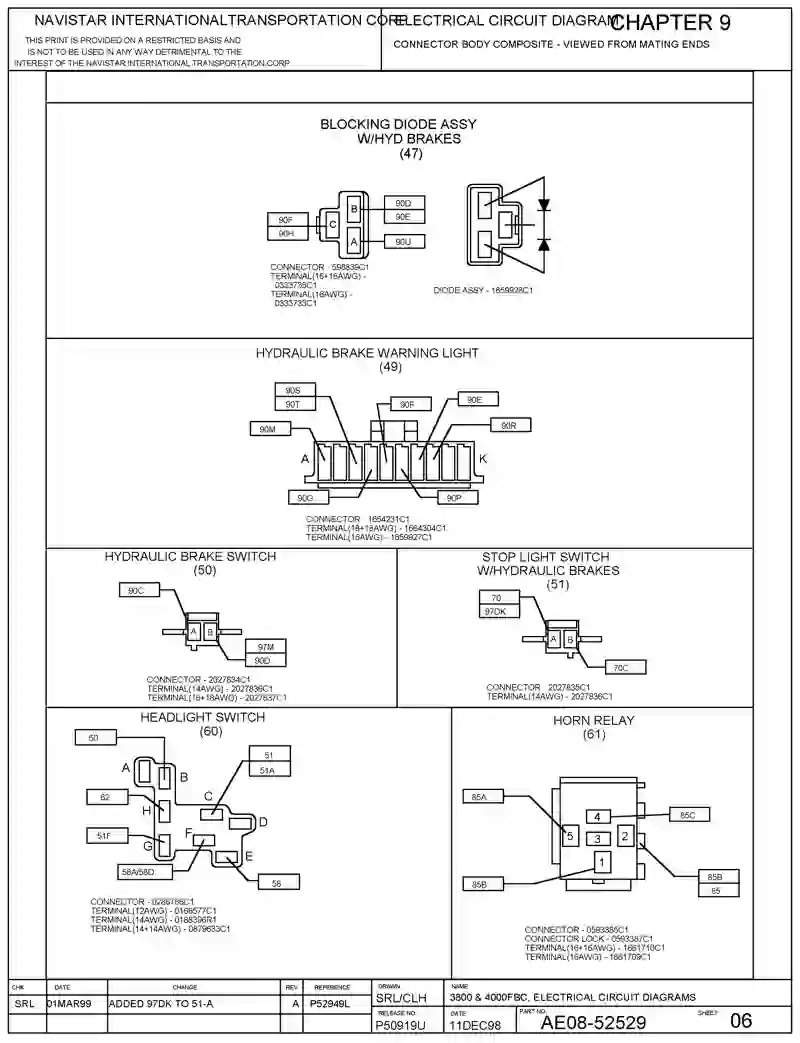 NAVISTAR INTERNATIONALTRANSPORTATION CORP
ELECTRICAL CIRCUIT DIAGRAM
CHAPTER 9
THIS PRINT IS PROVIDED ON A RESTRICTED BASIS AND
IS NOT TO BE USED IN ANY WAY DETRIMENTAL TO THE
INTEREST OF THE NAVISTAR INTERNATIONAL TRANSPORTATION CORP
CONNECTOR BODY COMPOSITE - VIEWED FROM MATING ENDS
BLOCKING DIODE ASSY
W/HYD BRAKES
(47)
90F
90H
C
B
A
90D
90E
90U
CONNECTOR - 598839C1
TERMINAL(16+16AWG) -
TERMINAL(16AWG) -
0333733C1
DIODE ASSY - 1659928C1
HYDRAULIC BRAKE WARNING LIGHT
(49)
90S
90T
90F
90E
90M
90R
A
K
90G
90P
CONNECTOR 1654231C1
TERMINAL(18+18AWG) - 1664304C1
TERMINAL(16AWG) - 1659827C1
HYDRAULIC BRAKE SWITCH
(50)
90C
A
B
97M
90D
CONNECTOR - 2027834C1
TERMINAL(14AWG) - 2027836C1
TERMINAL(18+18AWG) - 2027837C1
STOP LIGHT SWITCH
W/HYDRAULIC BRAKES
(51)
70
97DK
A
B
70C
CONNECTOR 2027835C1
TERMINAL(14AWG) - 2027836C1
HEADLIGHT SWITCH
(60)
50
51
51A
A
B
62
H
C
D
51F
G
F
E
58A/58D
56
CONNECTOR -
TERMINAL(12AWG) - 0186577C1
TERMINAL(14AWG) - 0188396R1
TERMINAL(14+14AWG) - 0879633C1
HORN RELAY
(61)
85A
85C
4
5
3
2
1
85B
85B
85
CONNECTOR - 0593385C1
CONNECTOR LOCK - 0593387C1
TERMINAL(16+16AWG) - 1661710C1
TERMINAL(16AWG) - 1661709C1
CHK DATE CHANGE REV REFERENCE
SRL 01MAR99 ADDED 97DK TO 51-A A P52949L
DRAWN
SRL/CLH
NAME
3800 & 4000FBC, ELECTRICAL CIRCUIT DIAGRAMS
RELEASE NO.
P50919U
DATE
11DEC98
PART NO.
AE08-52529
SHEET
06